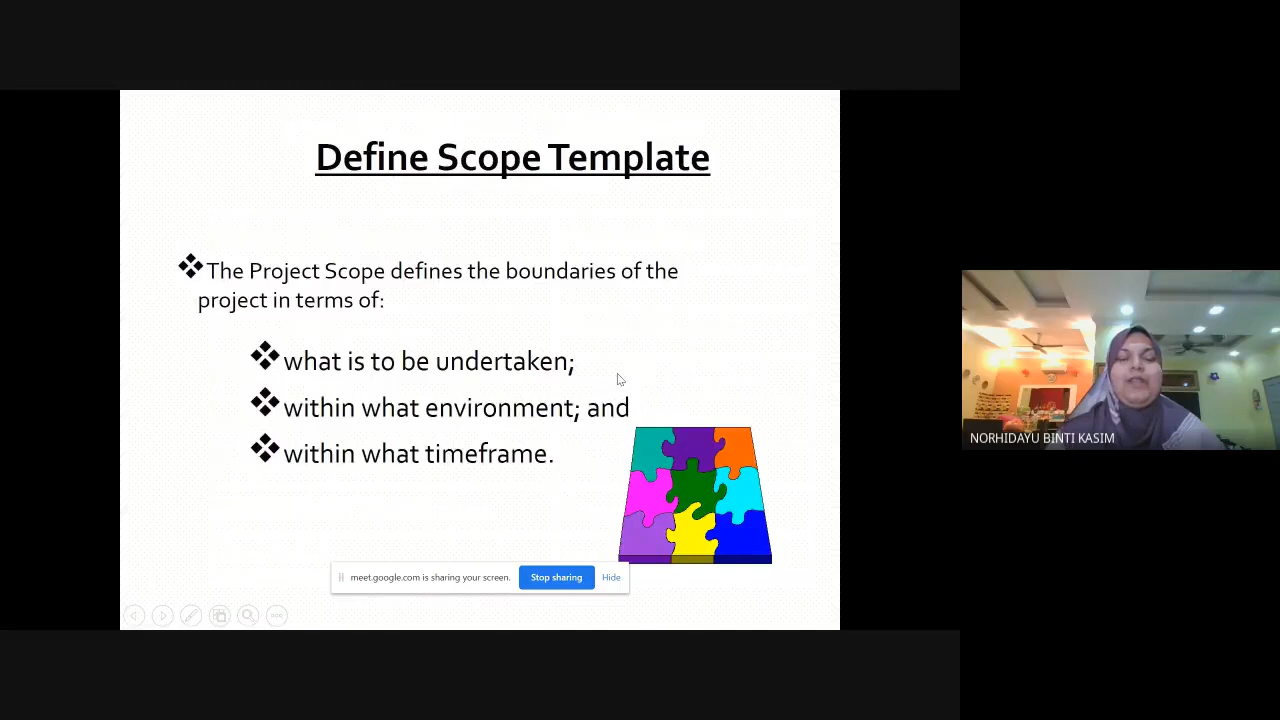 Define Scope Template
❖The Project Scope defines the boundaries of the
project in terms of:
❖what is to be undertaken;
❖within what environment; and
❖within what timeframe.
meet.google.com is sharing your screen.
Stop sharing
Hide
NORHIDAYU BINTI KASIM